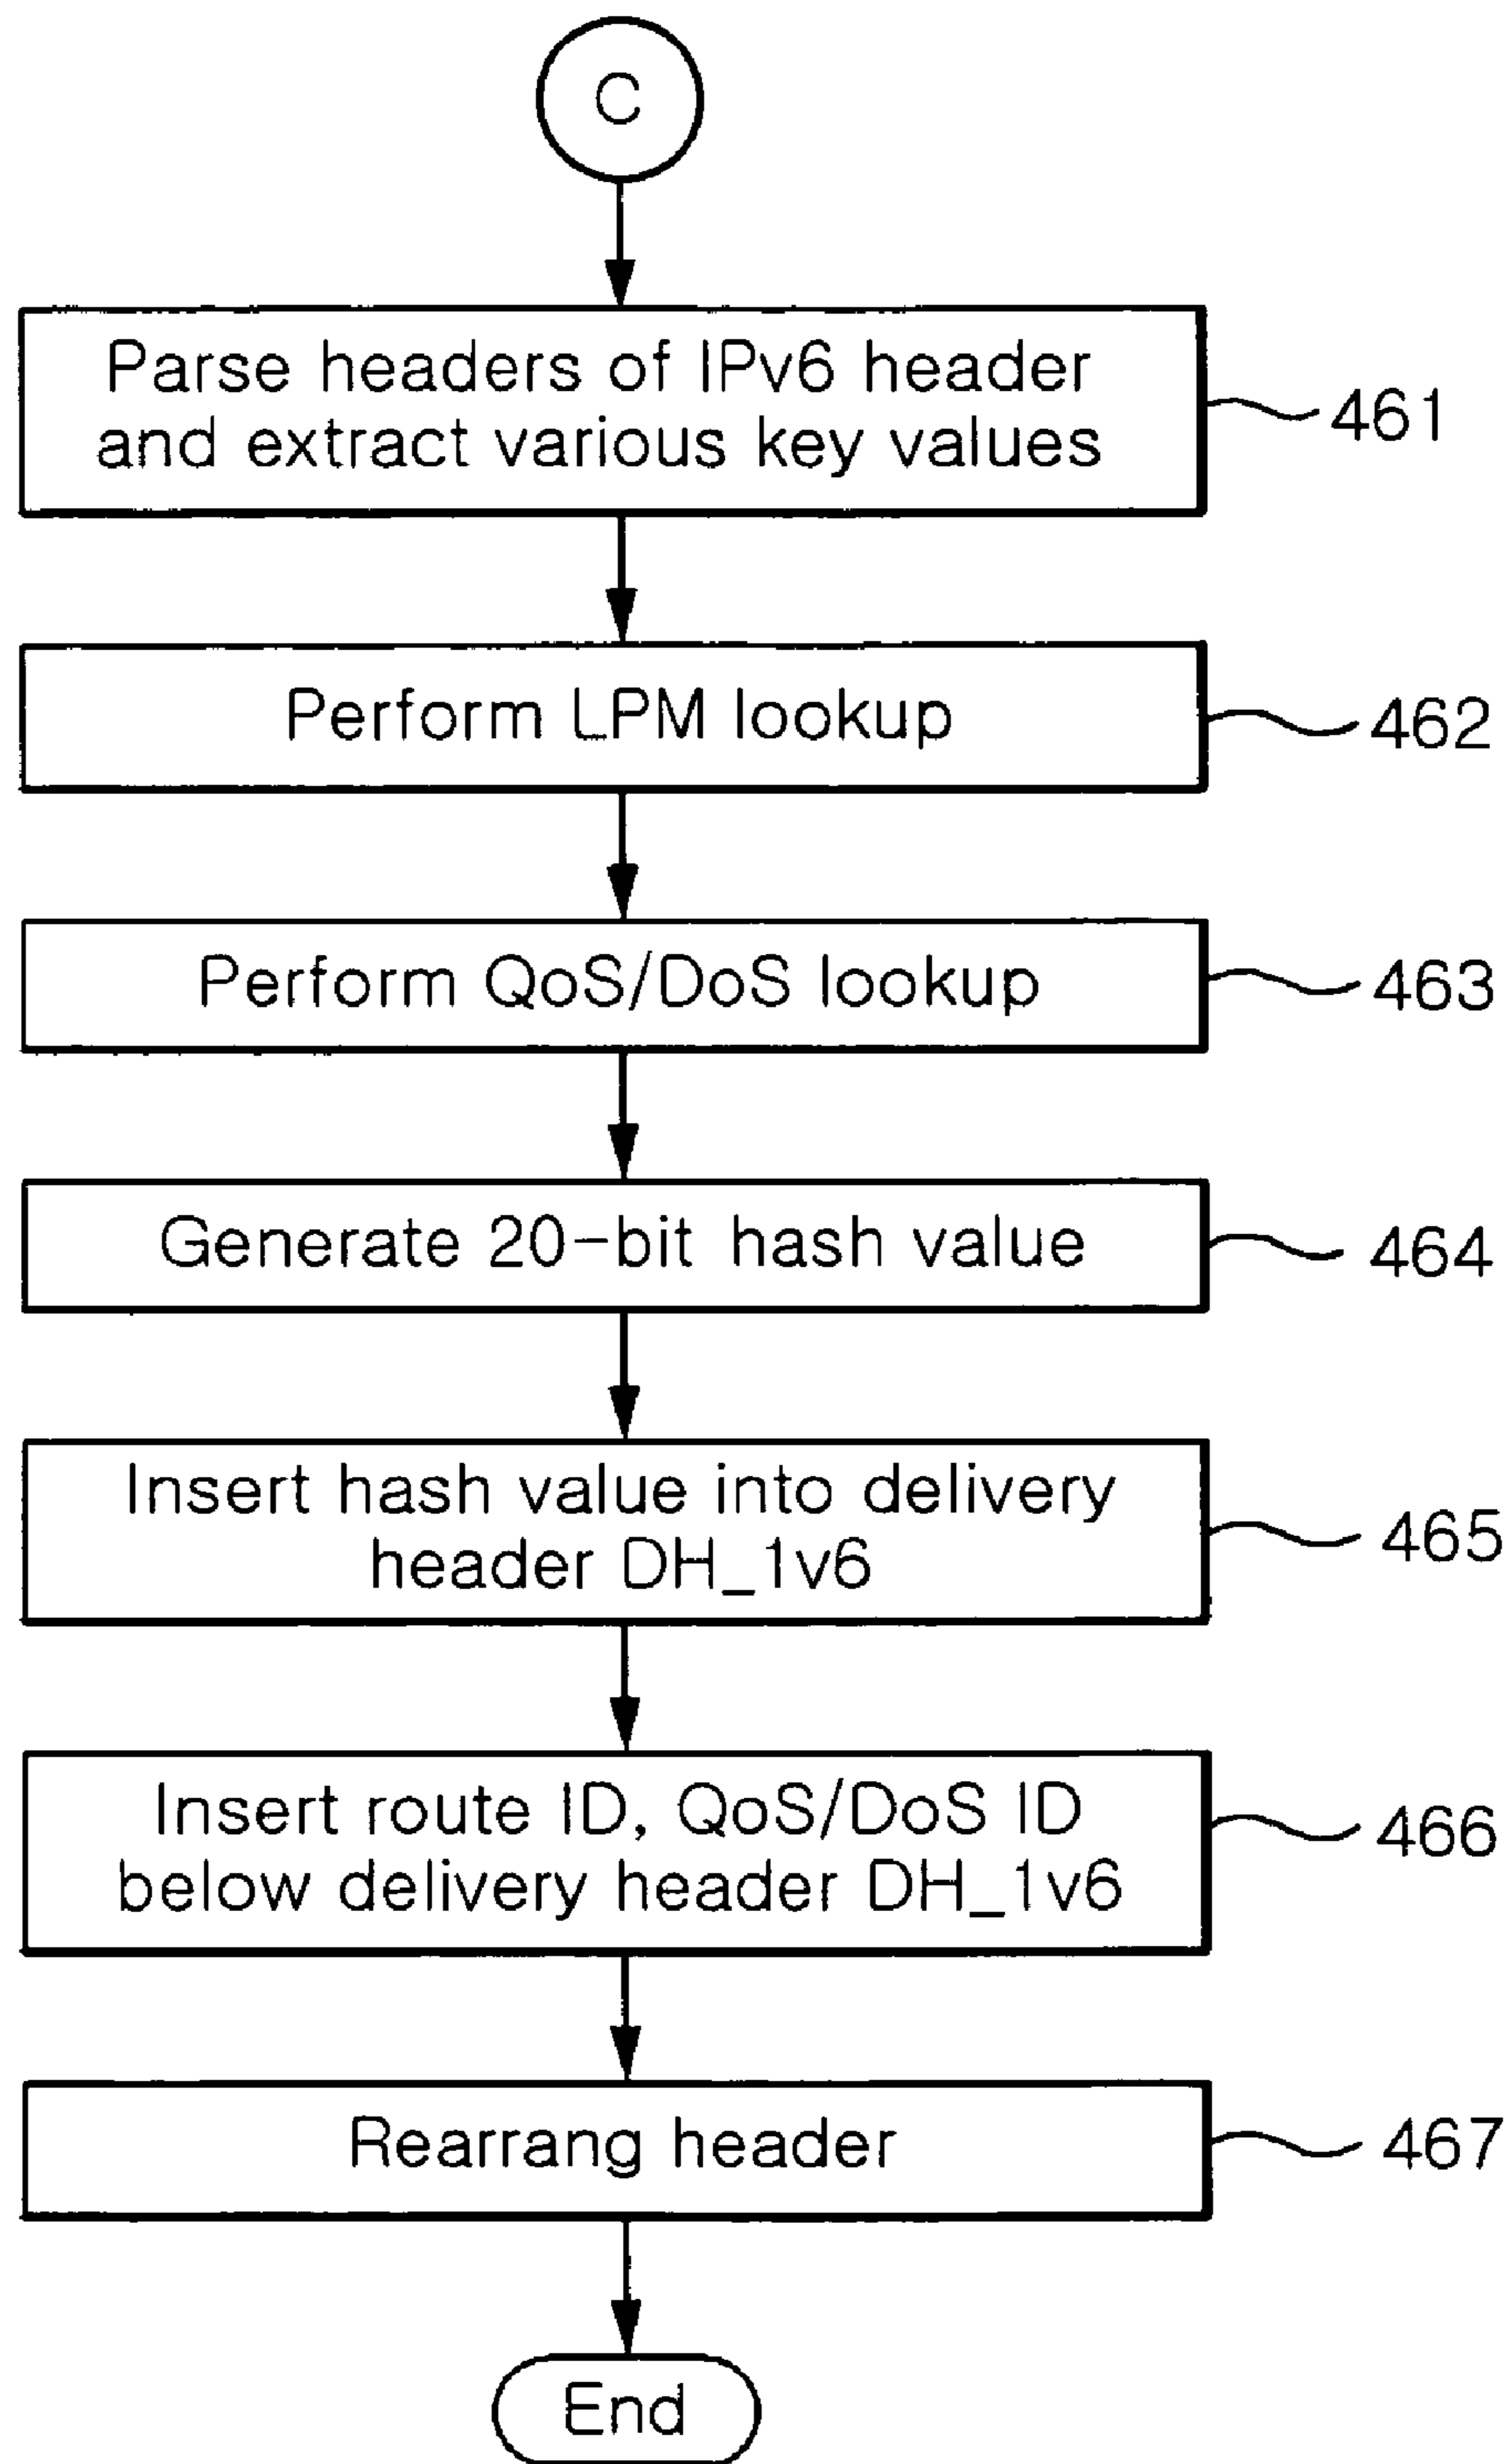 C
Parse headers of IPv6 header
and extract various key values
461
Perform LPM lookup
462
Perform QoS/DoS lookup
463
Generate 20-bit hash value
464
Insert hash value into delivery
header DH_1v6
465
Insert route ID, QoS/DoS ID
below delivery header DH_1v6
466
Rearrang header
467
End